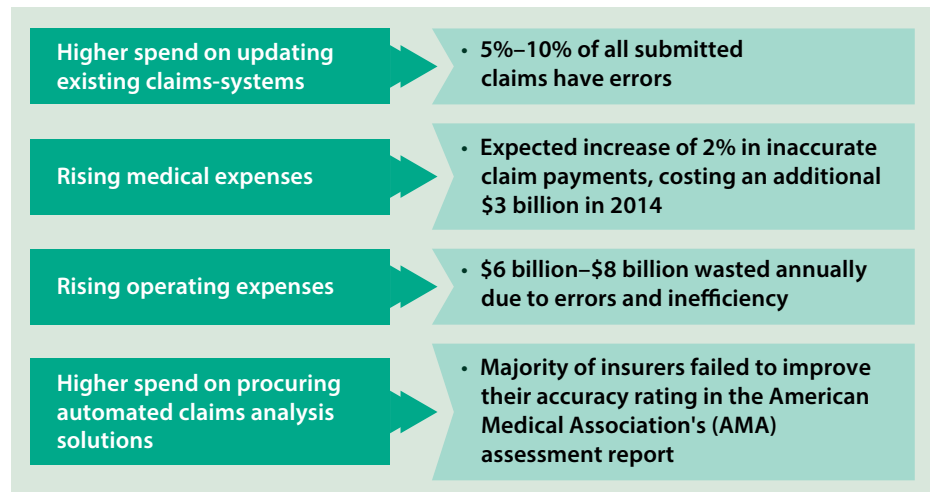 Higher spend on updating
existing claims-systems
• 5%–10% of all submitted
claims have errors
Rising medical expenses
• Expected increase of 2% in inaccurate
claim payments, costing an additional
$3 billion in 2014
Rising operating expenses
• $6 billion–$8 billion wasted annually
due to errors and inefficiency
Higher spend on procuring
automated claims analysis
solutions
• Majority of insurers failed to improve
their accuracy rating in the American
Medical Association's (AMA)
assessment report